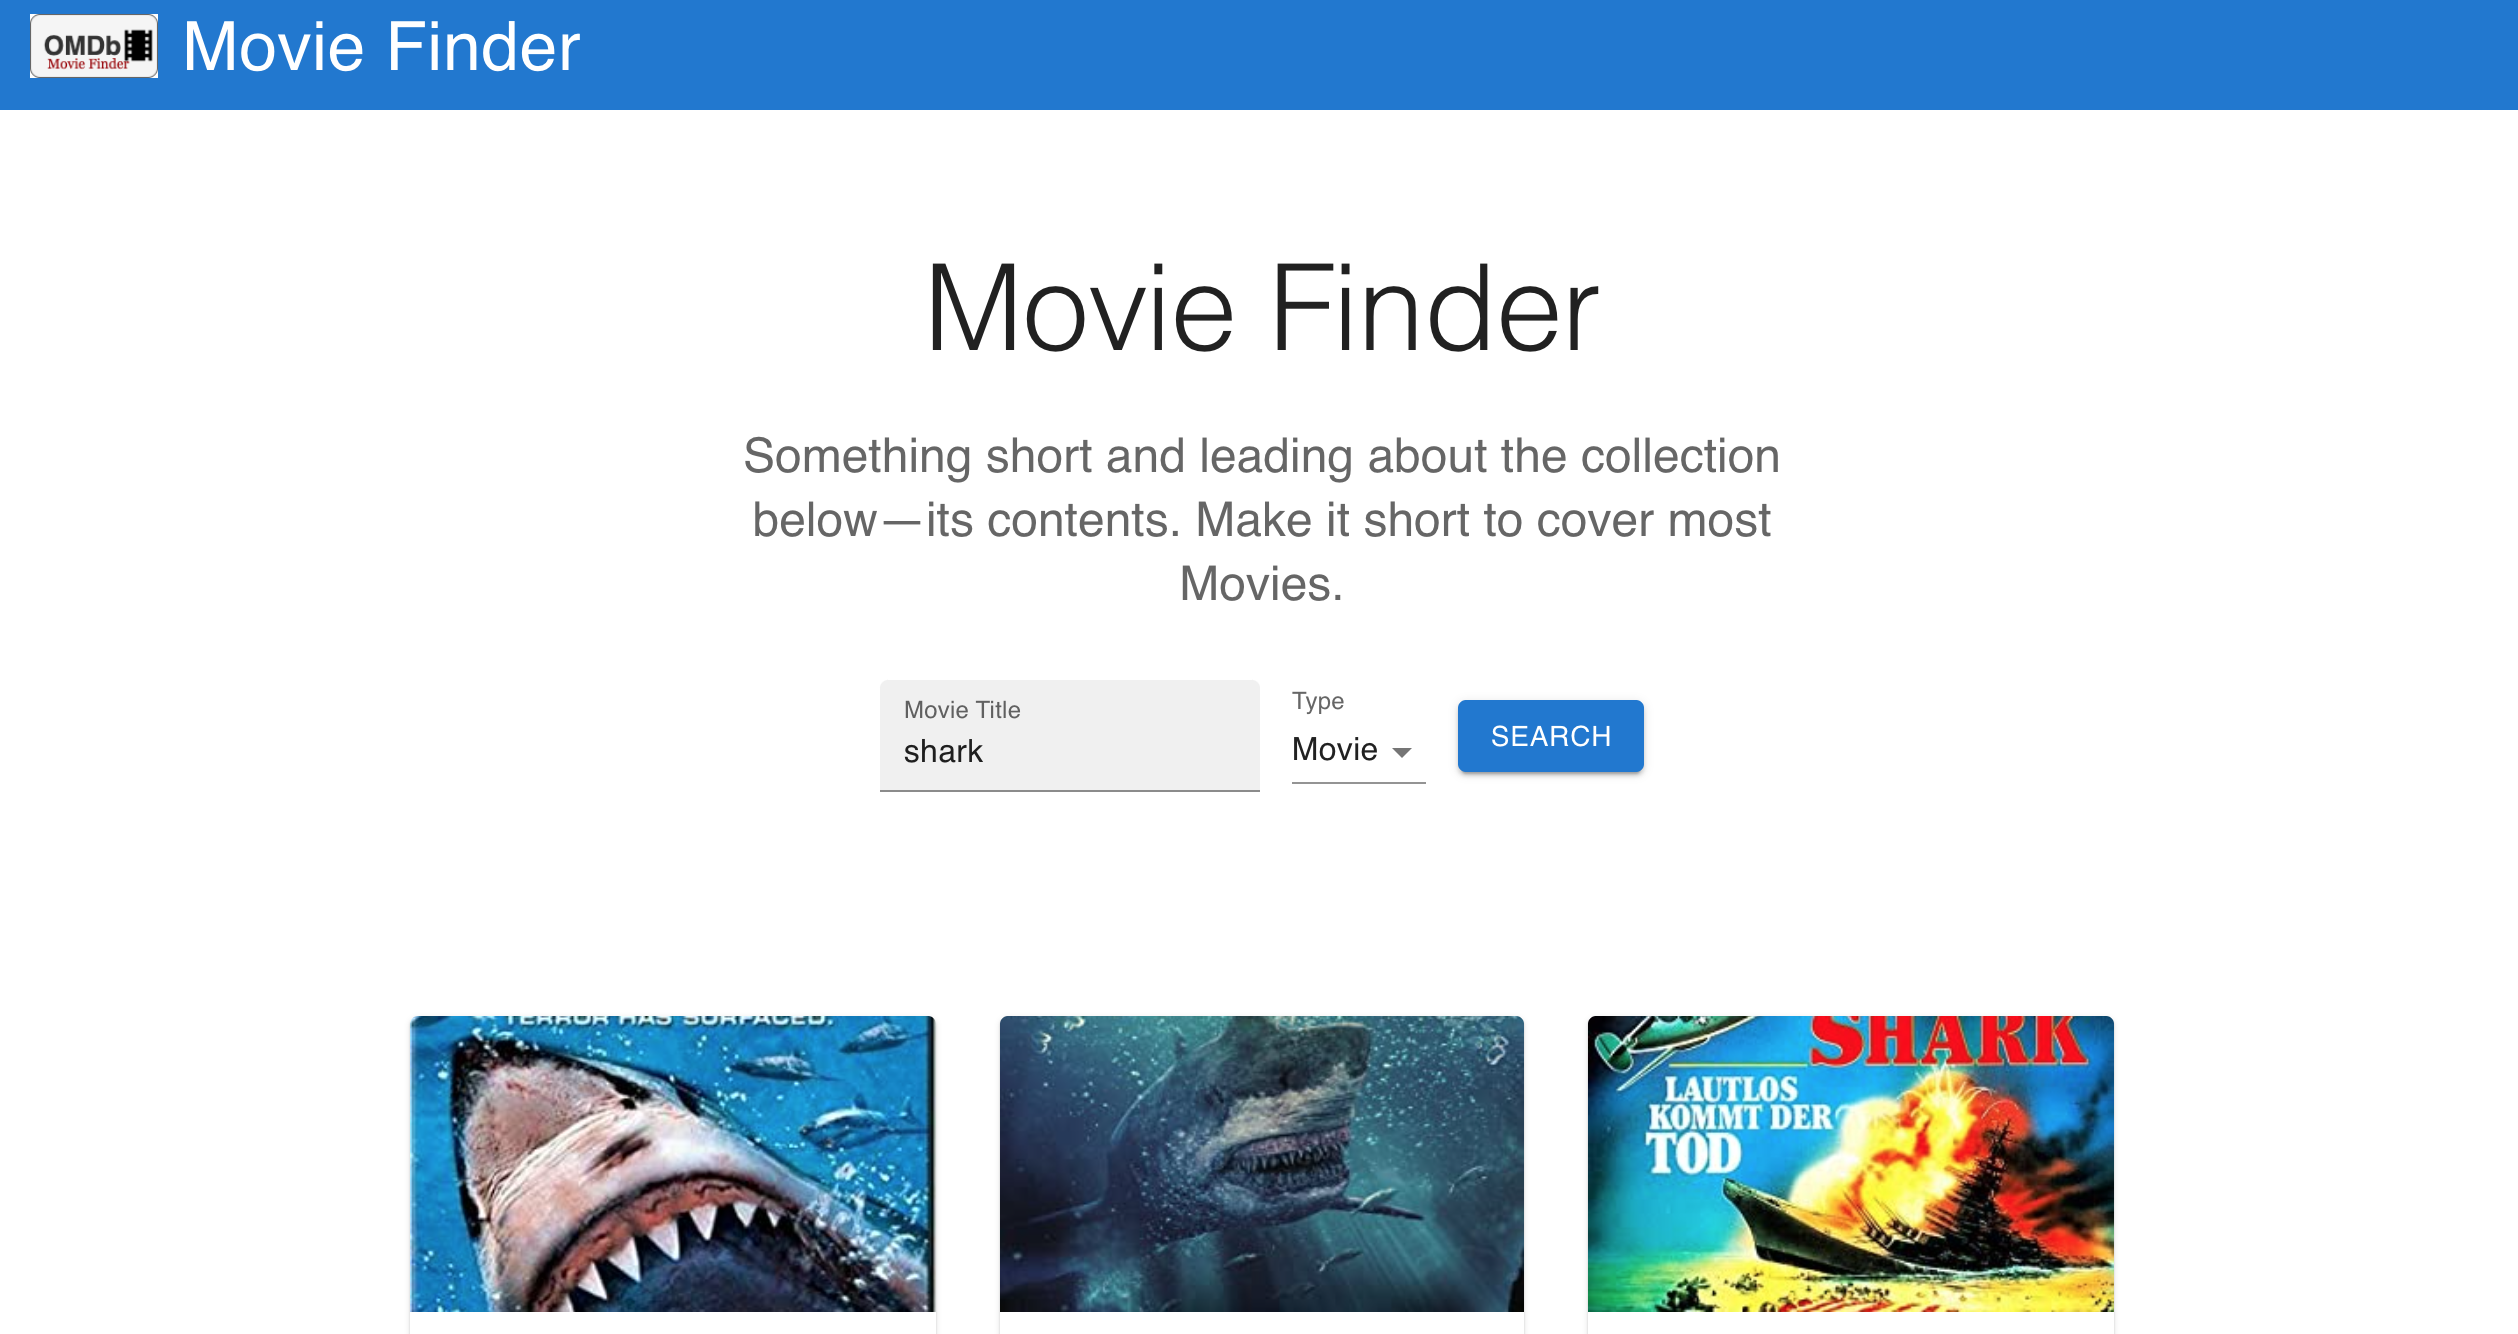 OMDb
Movie Finder
Movie Finder
Movie Finder
Something short and leading about the collection
below—its contents. Make it short to cover most
Movies.
Movie Title
shark
Type
Movie
SEARCH
TERROR HAS SURFACED.
SHARK
LAUTLOS
KOMMT DER
TOD